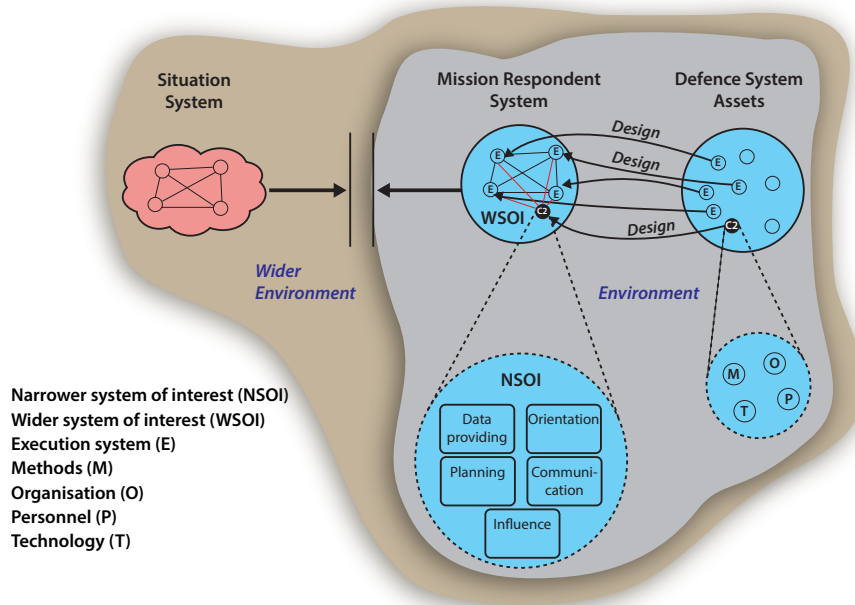 Situation
System
Mission Respondent
System
Defence System
Assets
Design
Design
Design
E
E
E
E
C2
WSOI
E
E
E
E
C2
Wider
Environment
Environment
NSOI
Data
providing
Orientation
Planning
Communi-
cation
Influence
M
O
T
P
Narrower system of interest (NSOI)
Wider system of interest (WSOI)
Execution system (E)
Methods (M)
Organisation (O)
Personnel (P)
Technology (T)